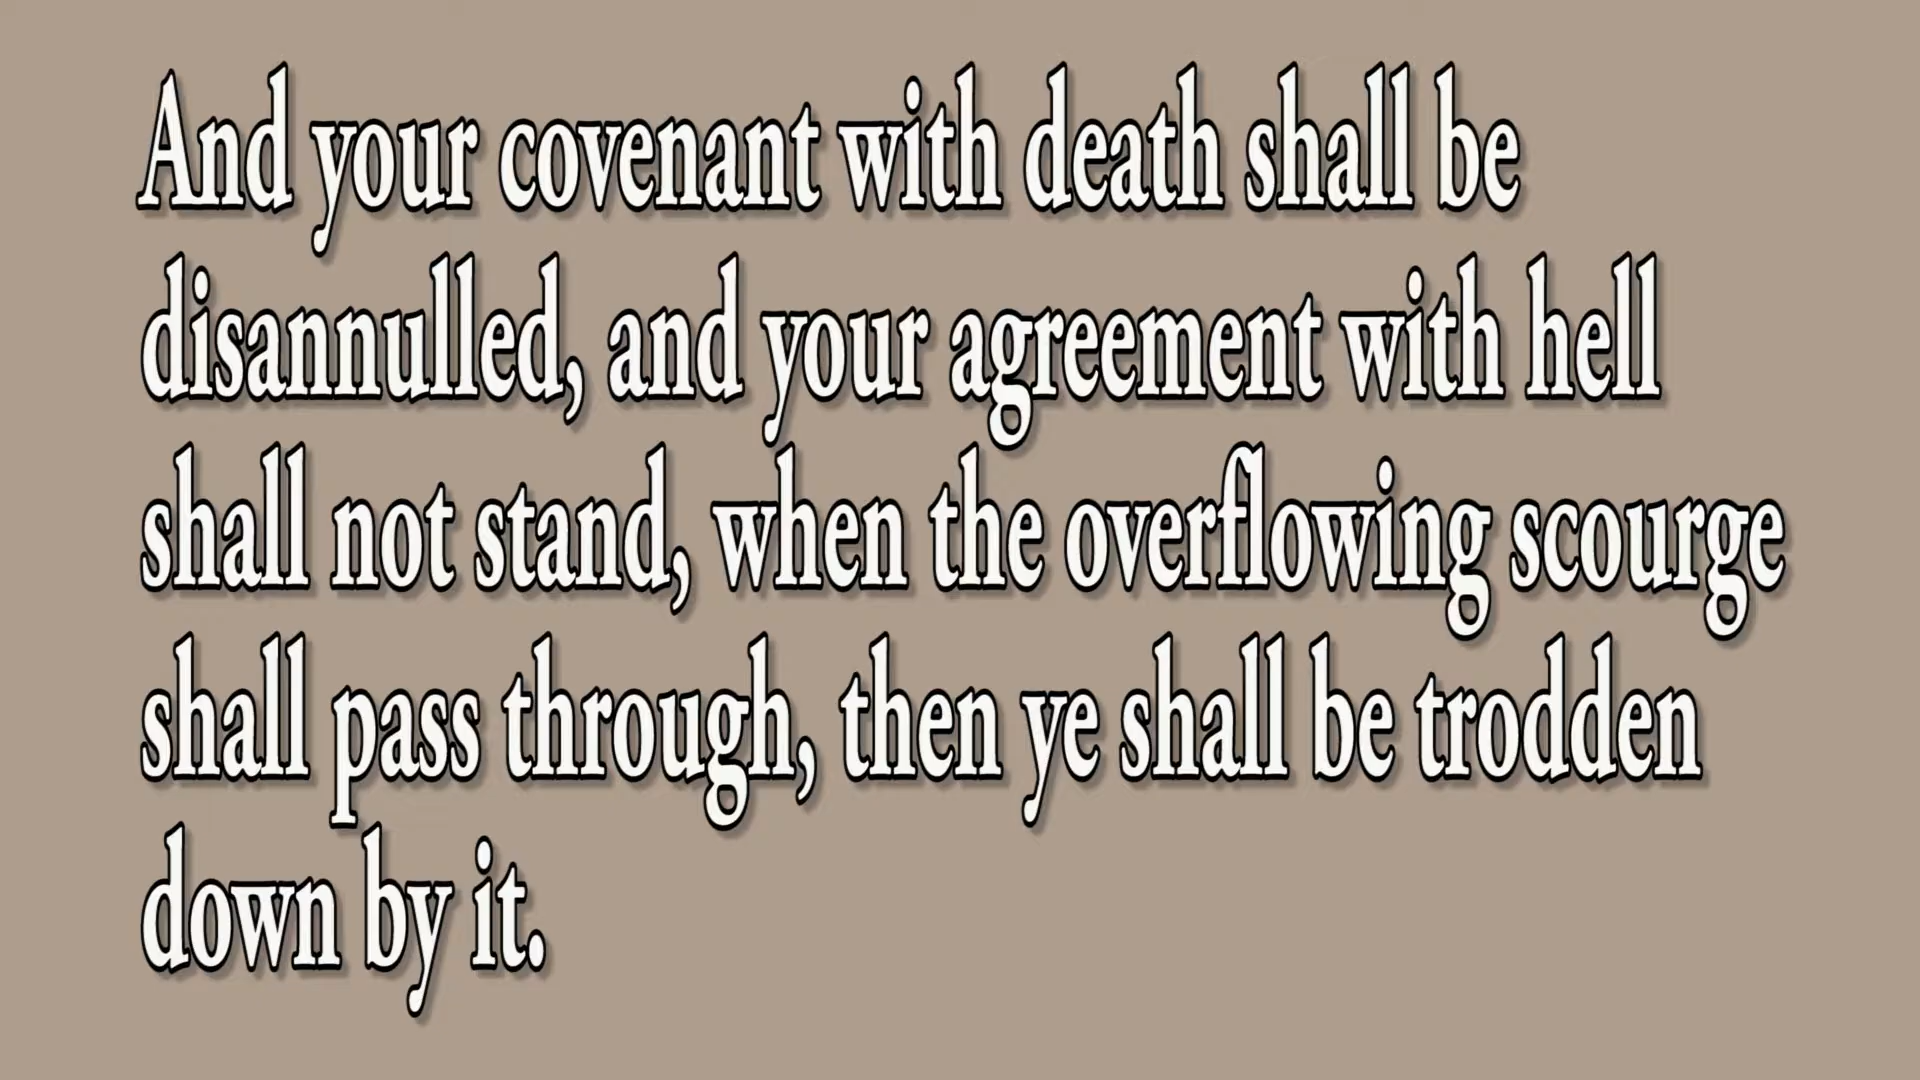 And your covenant with death shall be
disannulled, and your agreement with hell
shall not stand, when the overflowing scourge
shall pass through, then ye shall be trodden
down by it.